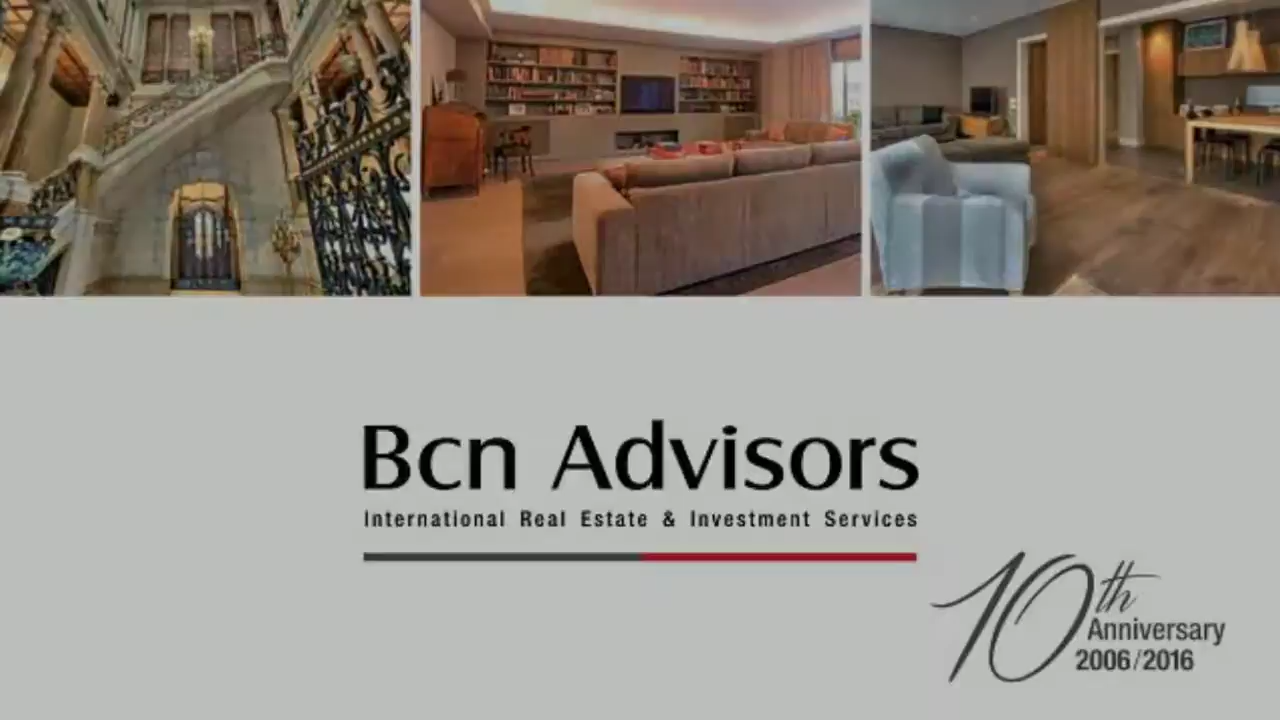 Bcn Advisors
International Real Estate & Investment Services
10th
Anniversary
2006/2016